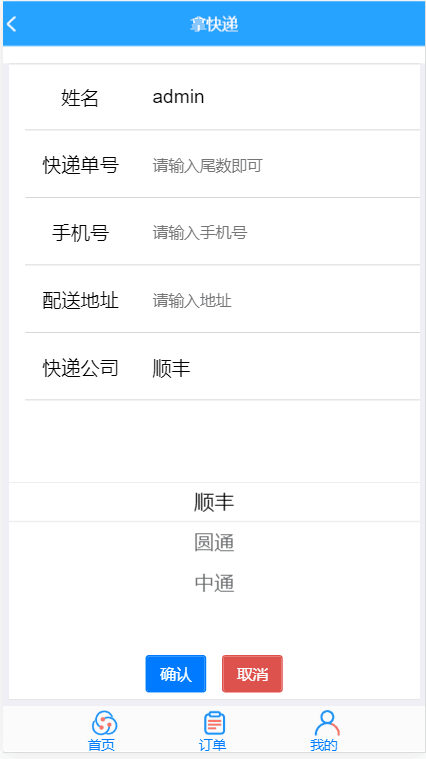 拿快递
姓名 admin
快递单号 请输入尾数即可
手机号 请输入手机号
配送地址 请输入地址
快递公司 顺丰
顺丰
圆通
中通
确认 取消
首页 订单 我的